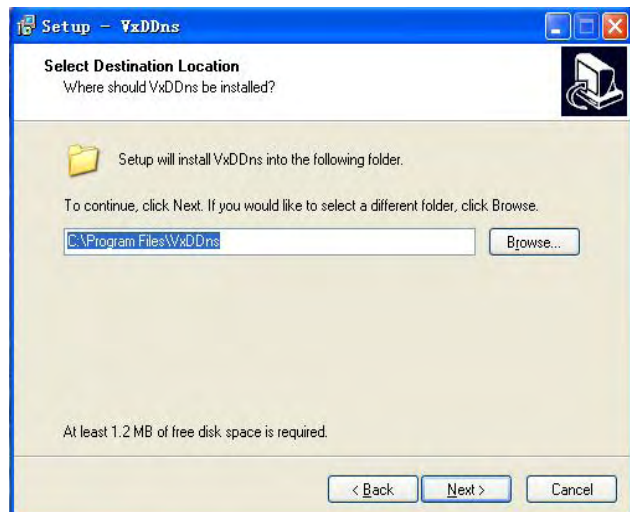 Setup - VxDDns
Select Destination Location
Where should VxDDns be installed?
Setup will install VxDDns into the following folder.
To continue, click Next. If you would like to select a different folder, click Browse.
C:\Program Files\VxDDns
Browse...
At least 1.2 MB of free disk space is required.
< Back
Next >
Cancel